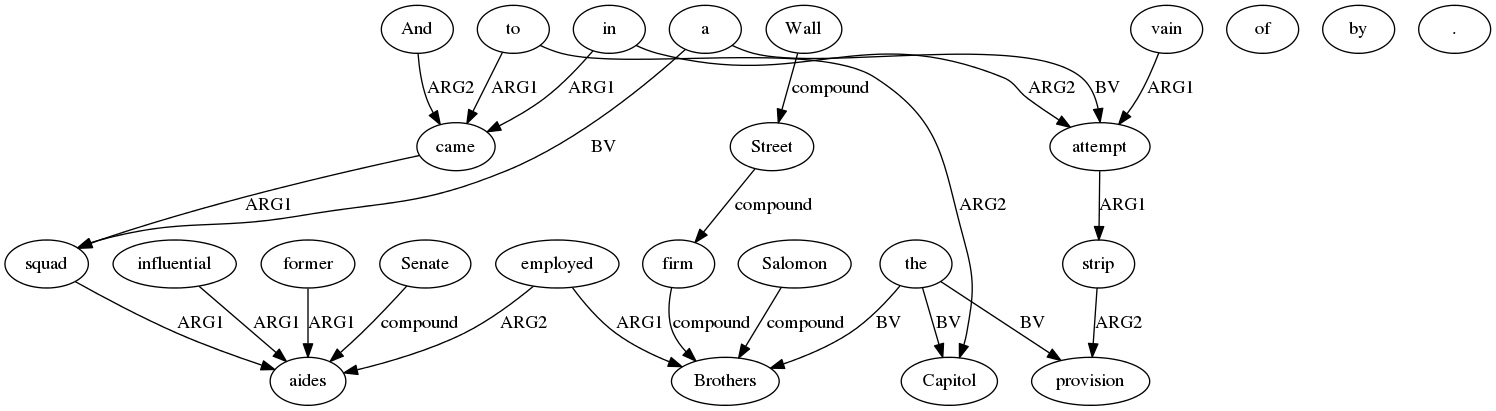 And to in a Wall vain of by .
ARG2 ARG1 ARG1 compound ARG2 BV ARG1
came Street attempt
BV
ARG1 compound ARG2 ARG1
squad influential former Senate employed firm Salomon the strip
ARG1 ARG1 ARG1 compound ARG2 ARG1 compound compound BV BV BV ARG2
aides Brothers Capitol provision